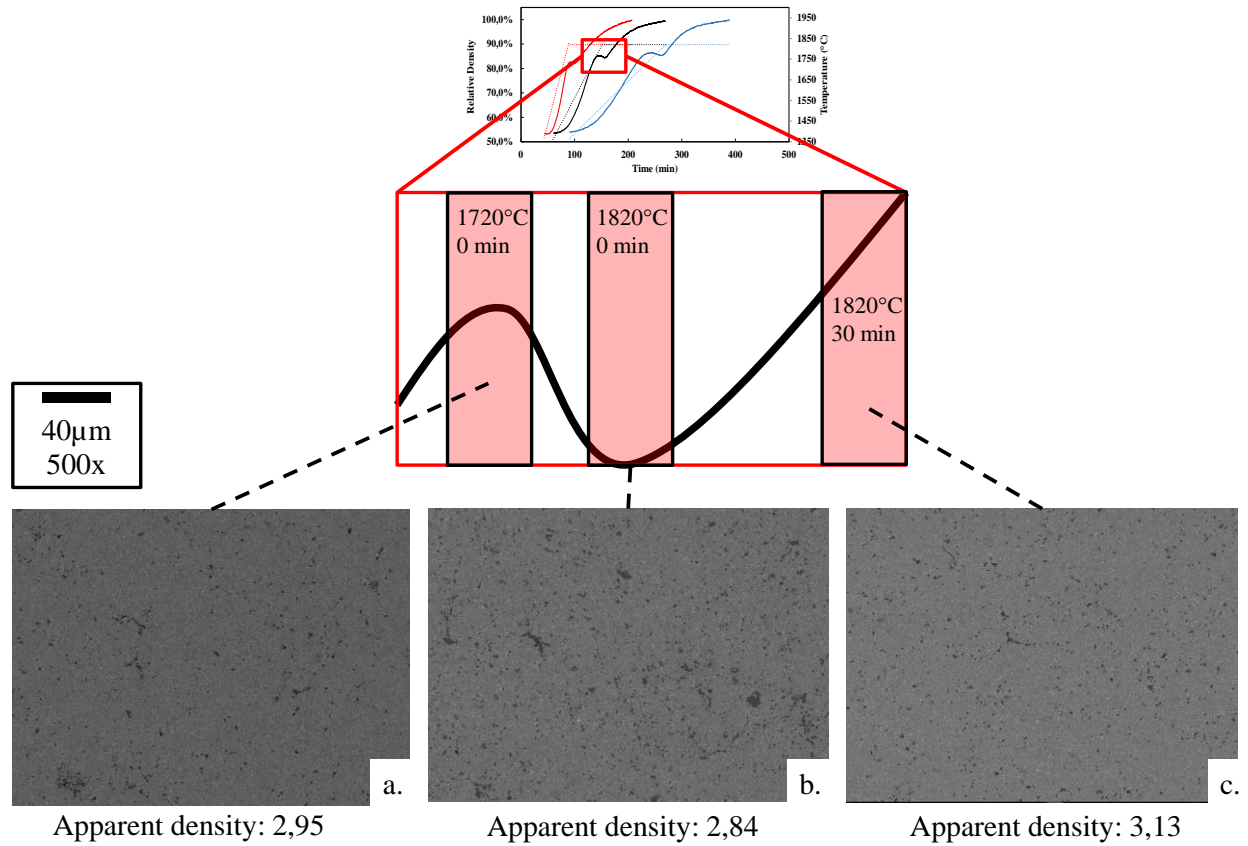 100,0%
90,0%
80,0%
70,0%
60,0%
50,0%
Relative Density
1950
1850
1750
1650
1550
1450
1350
Temperature (°C)
0 100 200 300 400 500
Time (min)
1720°C
0 min
1820°C
0 min
1820°C
30 min
40µm
500x
a.
b.
c.
Apparent density: 2,95
Apparent density: 2,84
Apparent density: 3,13